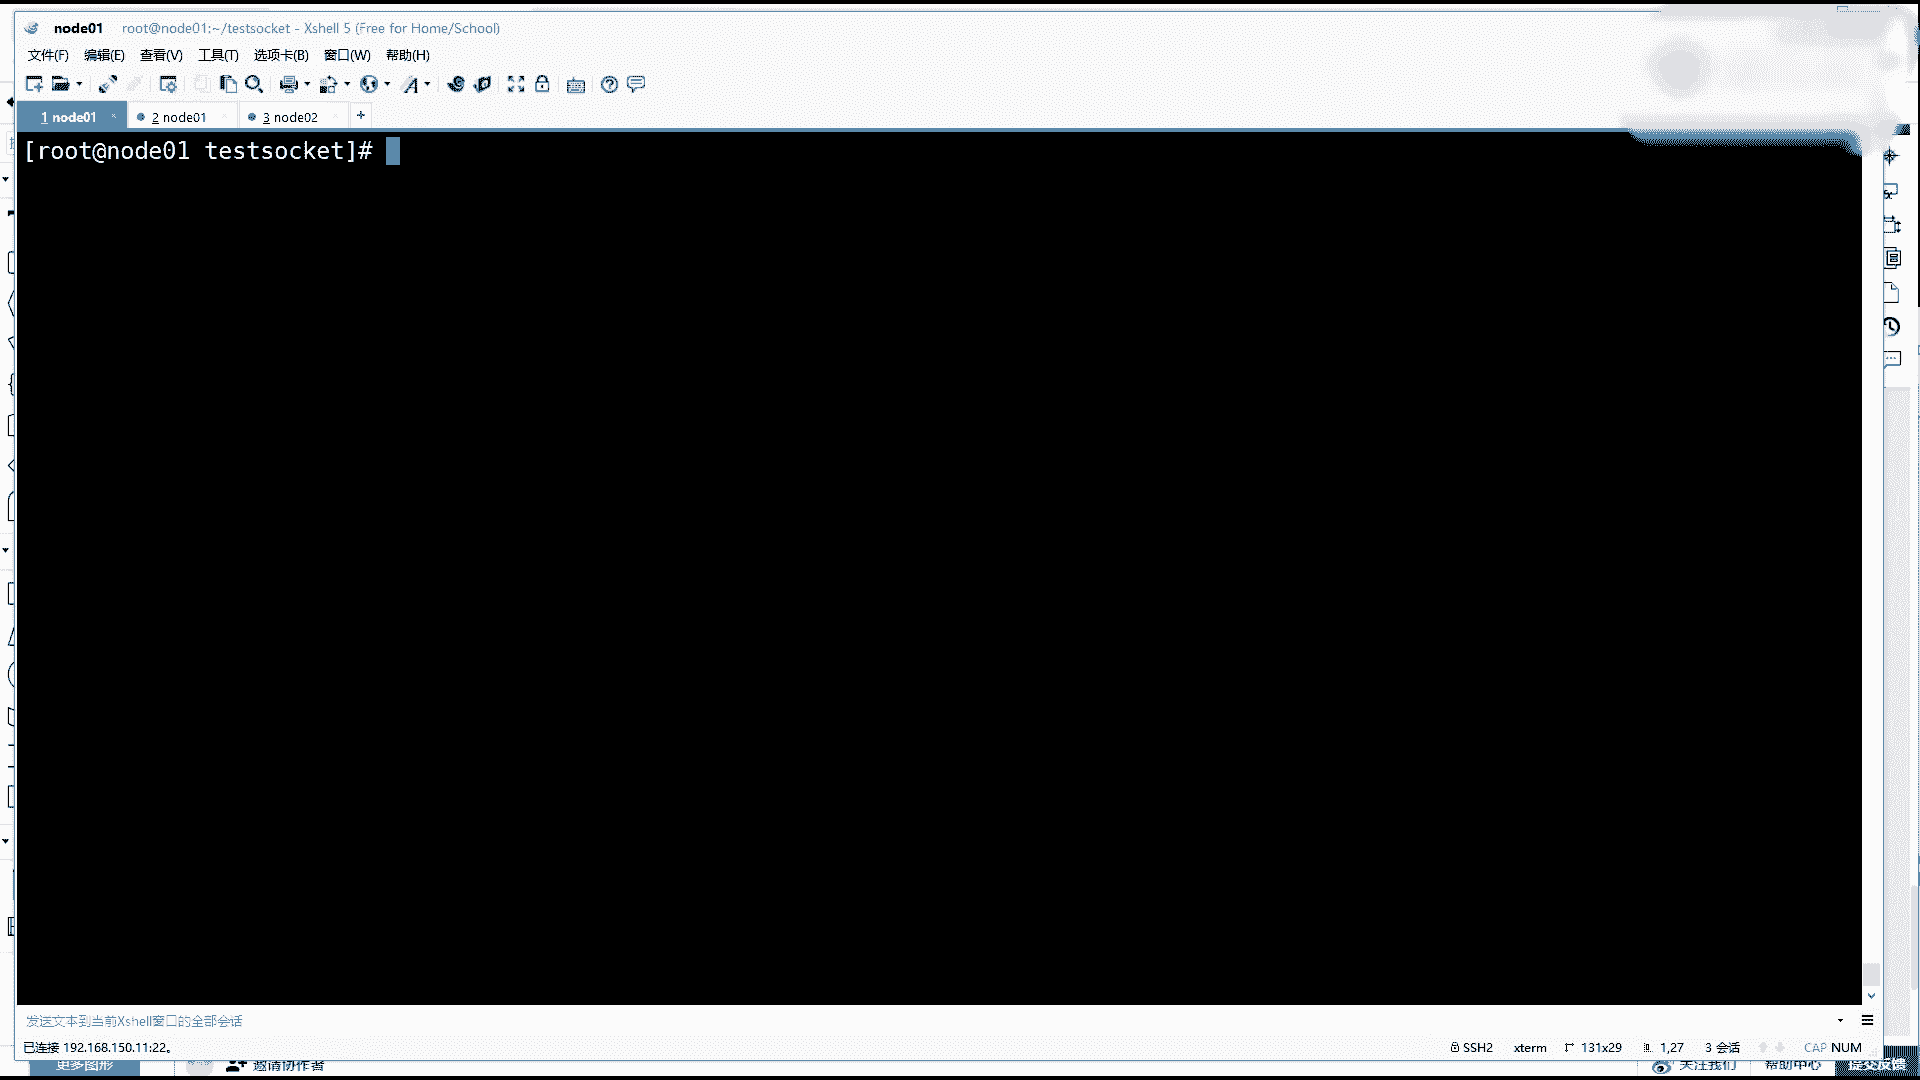 node01 root@node01:~/testsocket - Xshell 5 (Free for Home/School)
文件(F) 编辑(E) 查看(V) 工具(T) 选项卡(B) 窗口(W) 帮助(H)
1 node01 2 node01 3 node02 +
[root@node01 testsocket]#
发送文本到当前Xshell窗口的全部会话
已连接 192.168.150.11:22。 SSH2 xterm 131x29 1,27 3 会话 CAP NUM
更多图形 邀请协作者 关注我们 帮助中心 提交反馈